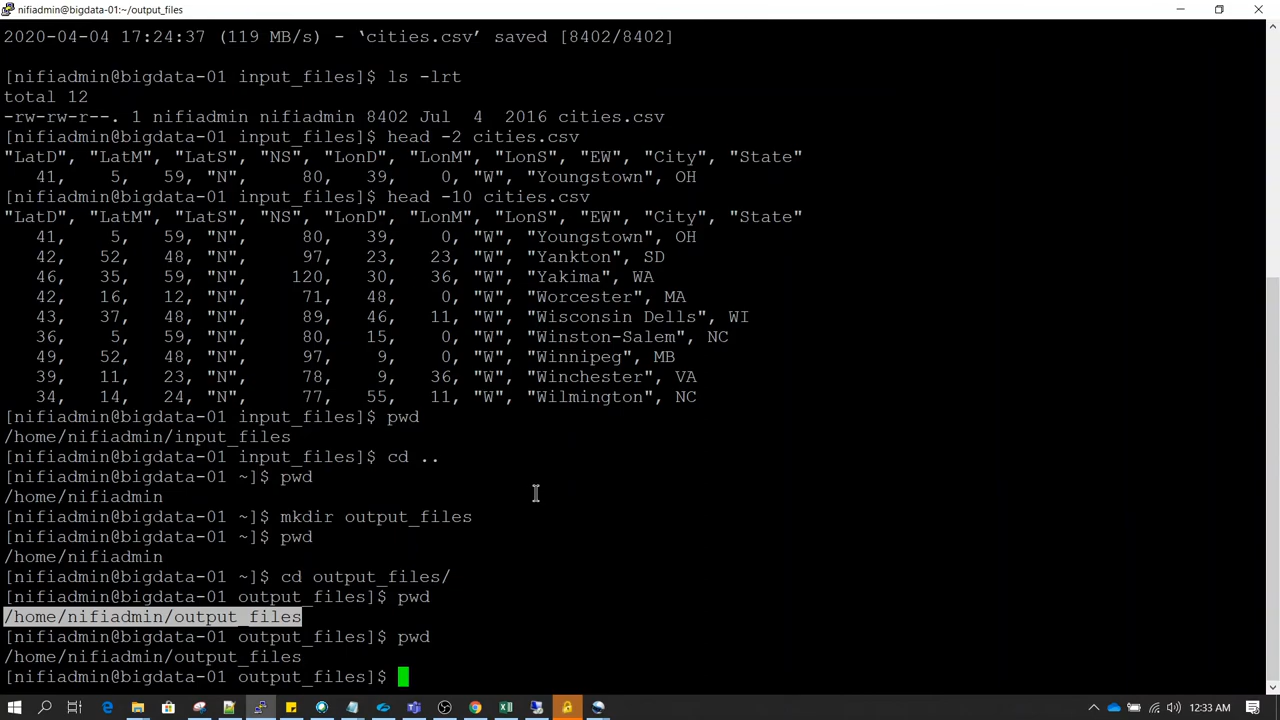 nifiadmin@bigdata-01:~/output_files
2020-04-04 17:24:37 (119 MB/s) - ‘cities.csv’ saved [8402/8402]
[nifiadmin@bigdata-01 input_files]$ ls -lrt
total 12
-rw-rw-r--. 1 nifiadmin nifiadmin 8402 Jul  4  2016 cities.csv
[nifiadmin@bigdata-01 input_files]$ head -2 cities.csv
"LatD", "LatM", "LatS", "NS", "LonD", "LonM", "LonS", "EW", "City", "State"
   41,    5,   59, "N",     80,   39,    0, "W", "Youngstown", OH
[nifiadmin@bigdata-01 input_files]$ head -10 cities.csv
"LatD", "LatM", "LatS", "NS", "LonD", "LonM", "LonS", "EW", "City", "State"
   41,    5,   59, "N",     80,   39,    0, "W", "Youngstown", OH
   42,   52,   48, "N",     97,   23,   23, "W", "Yankton", SD
   46,   35,   59, "N",    120,   30,   36, "W", "Yakima", WA
   42,   16,   12, "N",     71,   48,    0, "W", "Worcester", MA
   43,   37,   48, "N",     89,   46,   11, "W", "Wisconsin Dells", WI
   36,    5,   59, "N",     80,   15,    0, "W", "Winston-Salem", NC
   49,   52,   48, "N",     97,    9,    0, "W", "Winnipeg", MB
   39,   11,   23, "N",     78,    9,   36, "W", "Winchester", VA
   34,   14,   24, "N",     77,   55,   11, "W", "Wilmington", NC
[nifiadmin@bigdata-01 input_files]$ pwd
/home/nifiadmin/input_files
[nifiadmin@bigdata-01 input_files]$ cd ..
[nifiadmin@bigdata-01 ~]$ pwd
/home/nifiadmin
[nifiadmin@bigdata-01 ~]$ mkdir output_files
[nifiadmin@bigdata-01 ~]$ pwd
/home/nifiadmin
[nifiadmin@bigdata-01 ~]$ cd output_files/
[nifiadmin@bigdata-01 output_files]$ pwd
/home/nifiadmin/output_files
[nifiadmin@bigdata-01 output_files]$ pwd
/home/nifiadmin/output_files
[nifiadmin@bigdata-01 output_files]$
12:33 AM